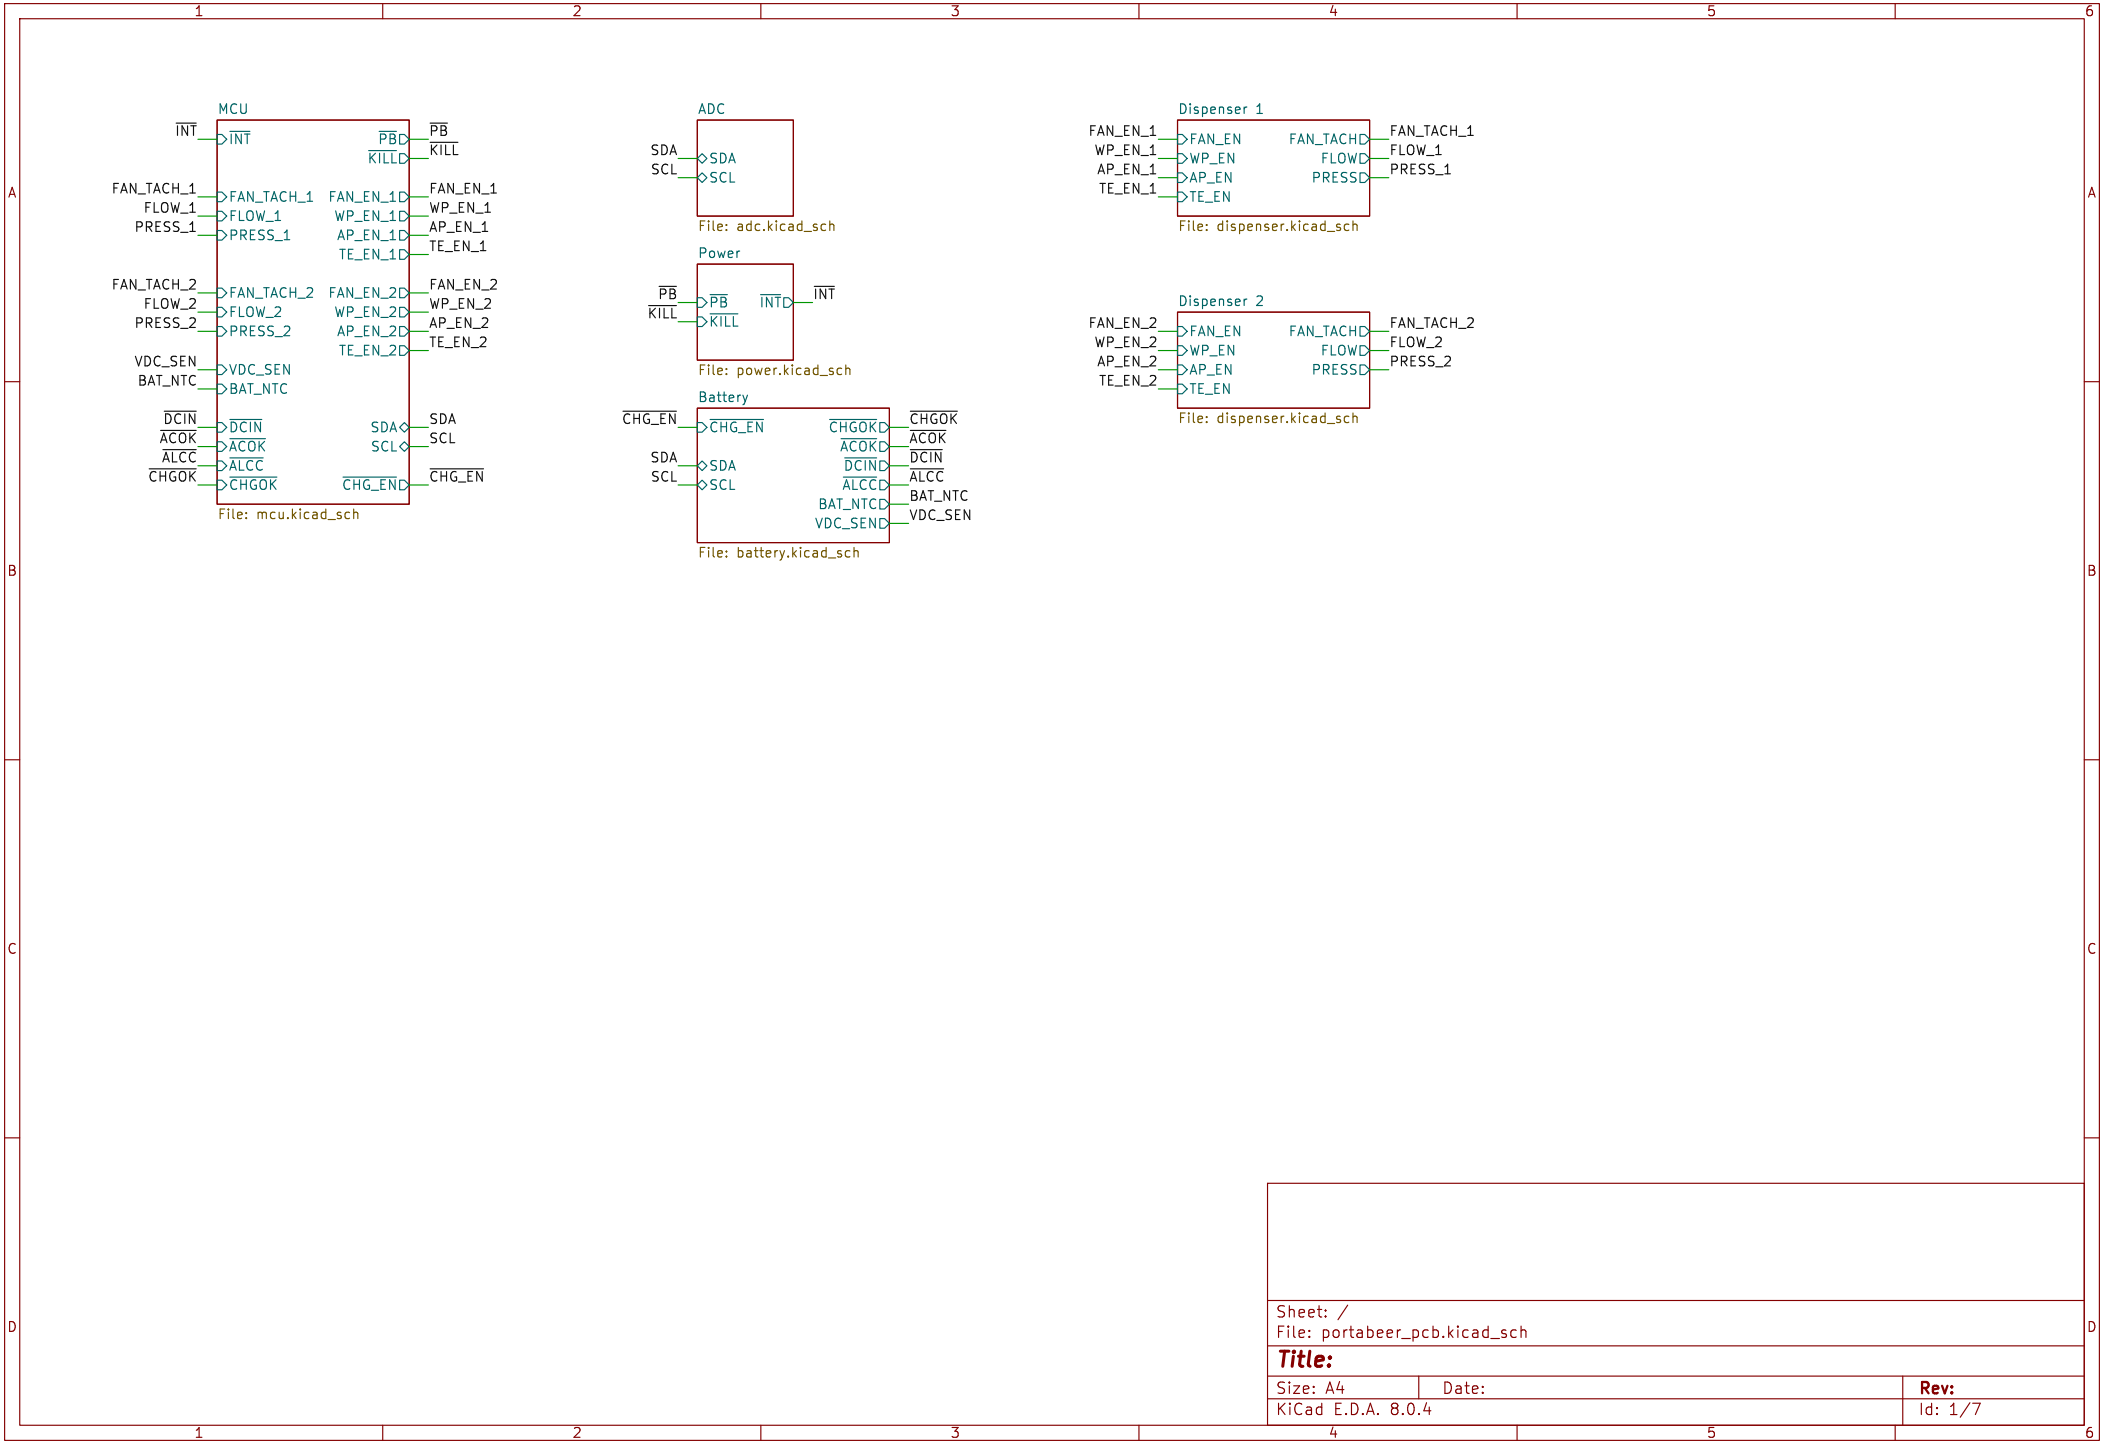 1 2 3 4 5 6
A A
B B
C C
D D
MCU
INT
INT
PB
PB
KILL
KILL
FAN_TACH_1
FAN_TACH_1
FAN_EN_1
FAN_EN_1
FLOW_1
FLOW_1
WP_EN_1
WP_EN_1
PRESS_1
PRESS_1
AP_EN_1
AP_EN_1
TE_EN_1
TE_EN_1
FAN_TACH_2
FAN_TACH_2
FAN_EN_2
FAN_EN_2
FLOW_2
FLOW_2
WP_EN_2
WP_EN_2
PRESS_2
PRESS_2
AP_EN_2
AP_EN_2
TE_EN_2
TE_EN_2
VDC_SEN
VDC_SEN
BAT_NTC
BAT_NTC
DCIN
DCIN
SDA
SDA
ACOK
ACOK
SCL
SCL
ALCC
ALCC
CHGOK
CHGOK
CHG_EN
CHG_EN
File: mcu.kicad_sch
ADC
SDA
SDA
SCL
SCL
File: adc.kicad_sch
Power
PB
PB
INT
INT
KILL
KILL
File: power.kicad_sch
Battery
CHG_EN
CHG_EN
CHGOK
CHGOK
ACOK
ACOK
SDA
SDA
DCIN
DCIN
SCL
SCL
ALCC
ALCC
BAT_NTC
BAT_NTC
VDC_SEN
VDC_SEN
File: battery.kicad_sch
Dispenser 1
FAN_EN_1
FAN_EN
FAN_TACH
FAN_TACH_1
WP_EN_1
WP_EN
FLOW
FLOW_1
AP_EN_1
AP_EN
PRESS
PRESS_1
TE_EN_1
TE_EN
File: dispenser.kicad_sch
Dispenser 2
FAN_EN_2
FAN_EN
FAN_TACH
FAN_TACH_2
WP_EN_2
WP_EN
FLOW
FLOW_2
AP_EN_2
AP_EN
PRESS
PRESS_2
TE_EN_2
TE_EN
File: dispenser.kicad_sch
Sheet: /
File: portabeer_pcb.kicad_sch
Title:
Size: A4 Date: Rev:
KiCad E.D.A. 8.0.4 Id: 1/7
1 2 3 4 5 6